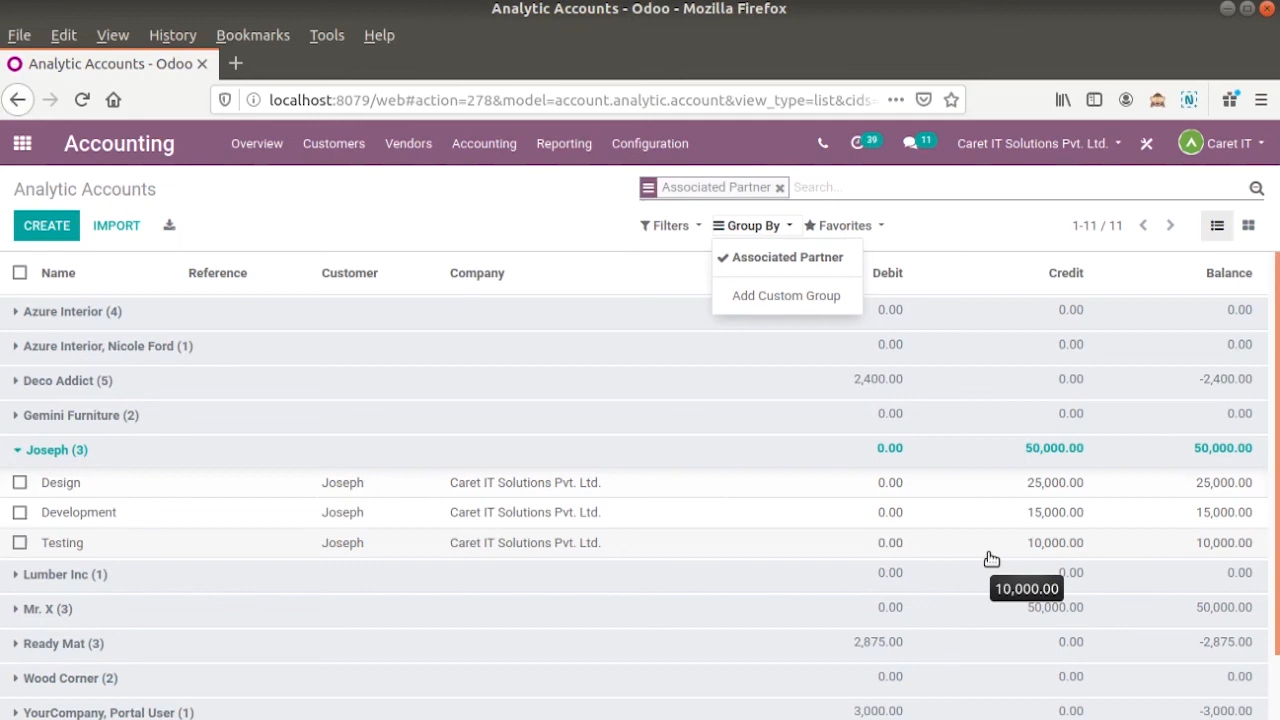 Analytic Accounts - Odoo - Mozilla Firefox
File Edit View History Bookmarks Tools Help
Analytic Accounts - Odoo
localhost:8079/web#action=278&model=account.analytic.account&view_type=list&cids=
Accounting Overview Customers Vendors Accounting Reporting Configuration 39 11 Caret IT Solutions Pvt. Ltd. Caret IT
Analytic Accounts Associated Partner Search...
CREATE IMPORT Filters Group By Favorites 1-11 / 11
Associated Partner
Add Custom Group
Name Reference Customer Company Debit Credit Balance
Azure Interior (4) 0.00 0.00 0.00
Azure Interior, Nicole Ford (1) 0.00 0.00 0.00
Deco Addict (5) 2,400.00 0.00 -2,400.00
Gemini Furniture (2) 0.00 0.00 0.00
Joseph (3) 0.00 50,000.00 50,000.00
Design Joseph Caret IT Solutions Pvt. Ltd. 0.00 25,000.00 25,000.00
Development Joseph Caret IT Solutions Pvt. Ltd. 0.00 15,000.00 15,000.00
Testing Joseph Caret IT Solutions Pvt. Ltd. 0.00 10,000.00 10,000.00
Lumber Inc (1) 0.00 0.00 0.00
10,000.00
Mr. X (3) 0.00 50,000.00 50,000.00
Ready Mat (3) 2,875.00 0.00 -2,875.00
Wood Corner (2) 0.00 0.00 0.00
YourCompany, Portal User (1) 3,000.00 0.00 -3,000.00